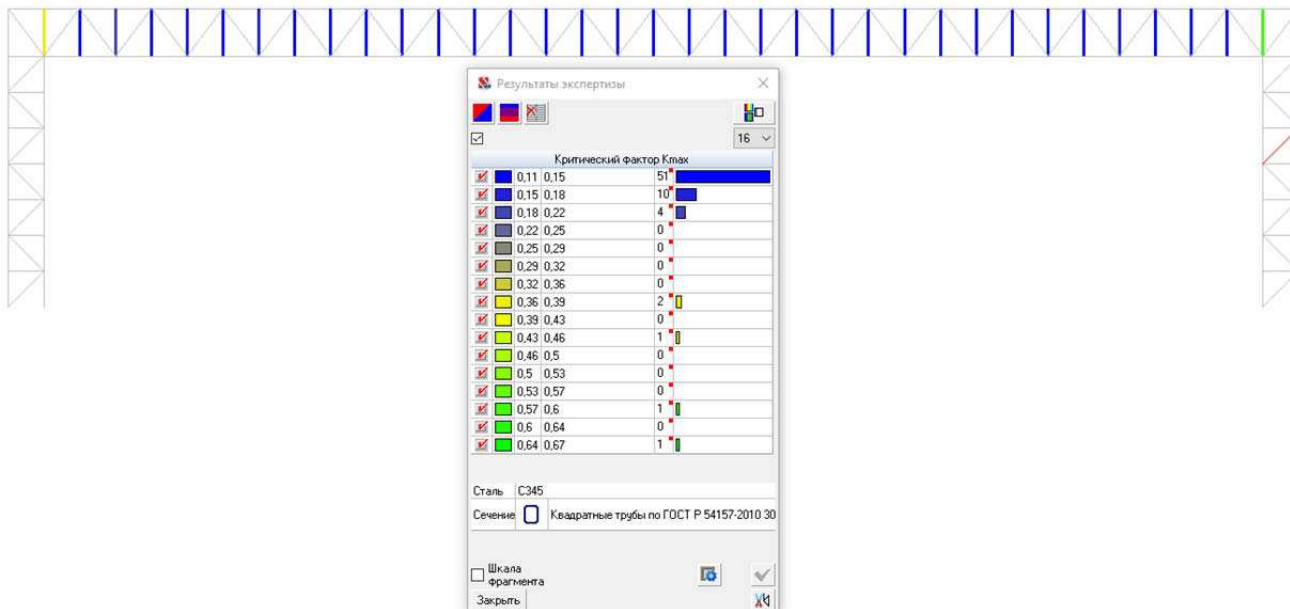 Результаты экспертизы
16
Критический фактор Kmax
0,11 0,15 51
0,15 0,18 10
0,18 0,22 4
0,22 0,25 0
0,25 0,29 0
0,29 0,32 0
0,32 0,36 0
0,36 0,39 2
0,39 0,43 0
0,43 0,46 1
0,46 0,5 0
0,5 0,53 0
0,53 0,57 0
0,57 0,6 1
0,6 0,64 0
0,64 0,67 1
Сталь С345
Сечение Квадратные трубы по ГОСТ Р 54157-2010 30
Шкала
фрагмента
Закрыть